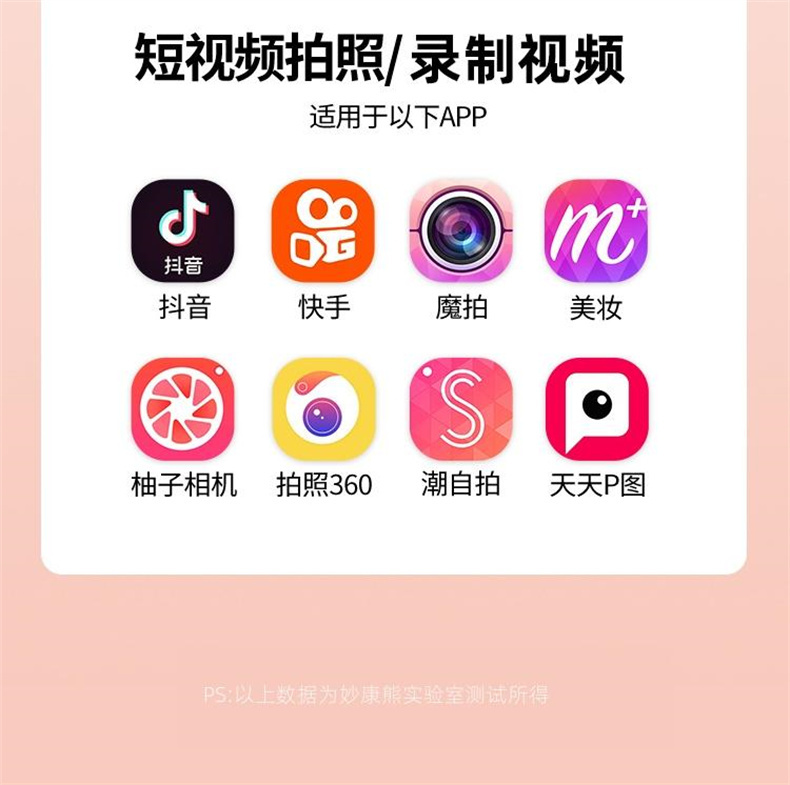 短视频拍照/录制视频
适用于以下APP
抖音
抖音 快手 魔拍 美妆
m+
S
柚子相机 拍照360 潮自拍 天天P图
PS:以上数据为妙康熊实验室测试所得